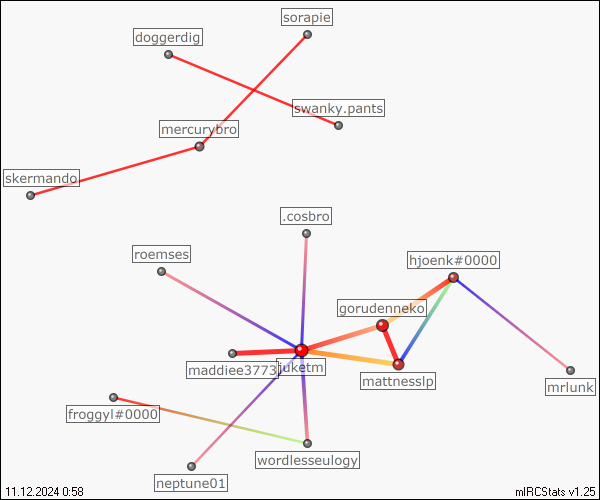 sorapie
doggerdig
swanky.pants
mercurybro
skermando
.cosbro
roemses
hjoenk#0000
gorudenneko
maddiee3773
juketm
mattnesslp
mrlunk
froggyl#0000
wordlesseulogy
neptune01
11.12.2024 0:58
mIRCStats v1.25